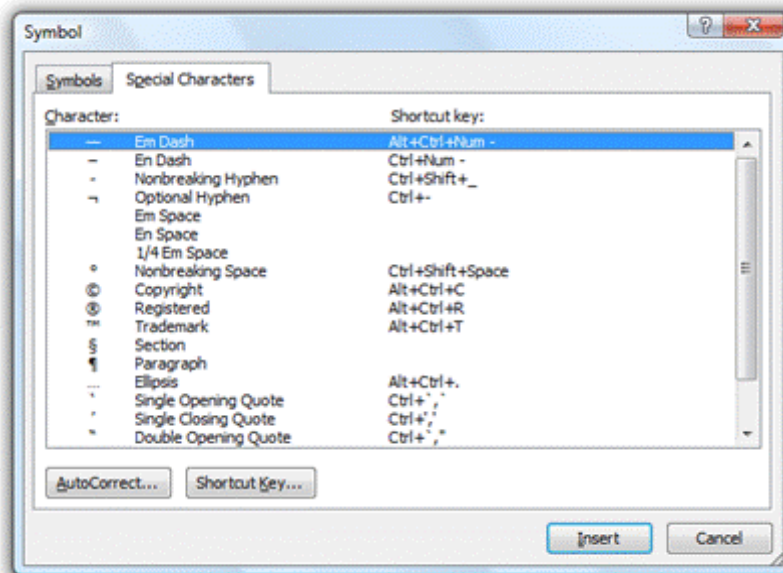 Symbol
Symbols Special Characters
Character: Shortcut key:
— Em Dash Alt+Ctrl+Num -
– En Dash Ctrl+Num -
- Nonbreaking Hyphen Ctrl+Shift+_
¬ Optional Hyphen Ctrl+-
Em Space
En Space
1/4 Em Space
° Nonbreaking Space Ctrl+Shift+Space
© Copyright Alt+Ctrl+C
® Registered Alt+Ctrl+R
™ Trademark Alt+Ctrl+T
§ Section
¶ Paragraph
… Ellipsis Alt+Ctrl+.
‘ Single Opening Quote Ctrl+`,`
’ Single Closing Quote Ctrl+','
“ Double Opening Quote Ctrl+`,"
AutoCorrect... Shortcut Key...
Insert Cancel